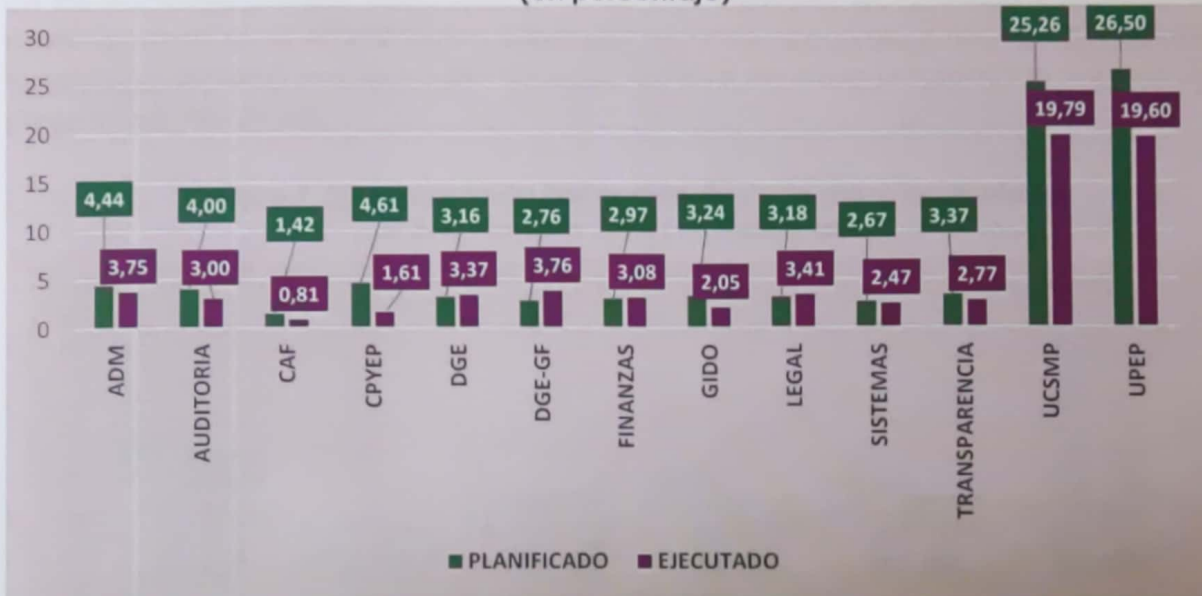 30
25
20
15
10
5
0
4,44
3,75
4,00
3,00
1,42
0,81
4,61
1,61
3,16
3,37
2,76
3,76
2,97
3,08
3,24
2,05
3,18
3,41
2,67
2,47
3,37
2,77
25,26
19,79
26,50
19,60
ADM
AUDITORIA
CAF
CPYEP
DGE
DGE-GF
FINANZAS
GIDO
LEGAL
SISTEMAS
TRANSPARENCIA
UCSMP
UPEP
PLANIFICADO
EJECUTADO